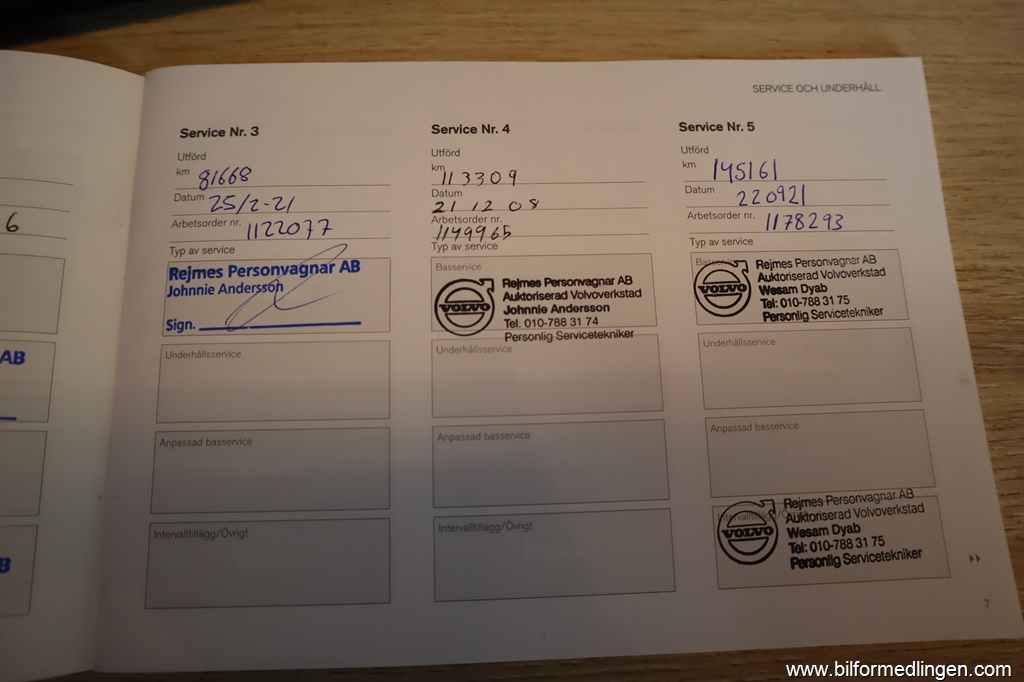 SERVICE OCH UNDERHÅLL
6
AB
B
Service Nr. 3
Utförd
km 81668
Datum 25/2-21
Arbetsorder nr. 1122077
Typ av service
Rejmes Personvagnar AB
Johnnie Andersson
Sign.
Underhållsservice
Anpassad basservice
Intervalltillägg/Övrigt
Service Nr. 4
Utförd
km 113309
Datum
21 12 08
Arbetsorder nr.
1149965
Typ av service
Basservice
VOLVO
Rejmes Personvagnar AB
Auktoriserad Volvoverkstad
Johnnie Andersson
Tel: 010-788 31 74
Personlig Servicetekniker
Underhållsservice
Anpassad basservice
Intervalltillägg/Övrigt
Service Nr. 5
Utförd
km 145161
Datum 220921
Arbetsorder nr. 1178293
Typ av service
VOLVO
Rejmes Personvagnar AB
Auktoriserad Volvoverkstad
Wesam Dyab
Tel: 010-788 31 75
Personlig Servicetekniker
Underhållsservice
Anpassad basservice
VOLVO
Rejmes Personvagnar AB
Auktoriserad Volvoverkstad
Wesam Dyab
Tel: 010-788 31 75
Personlig Servicetekniker
7
www.bilformedlingen.com